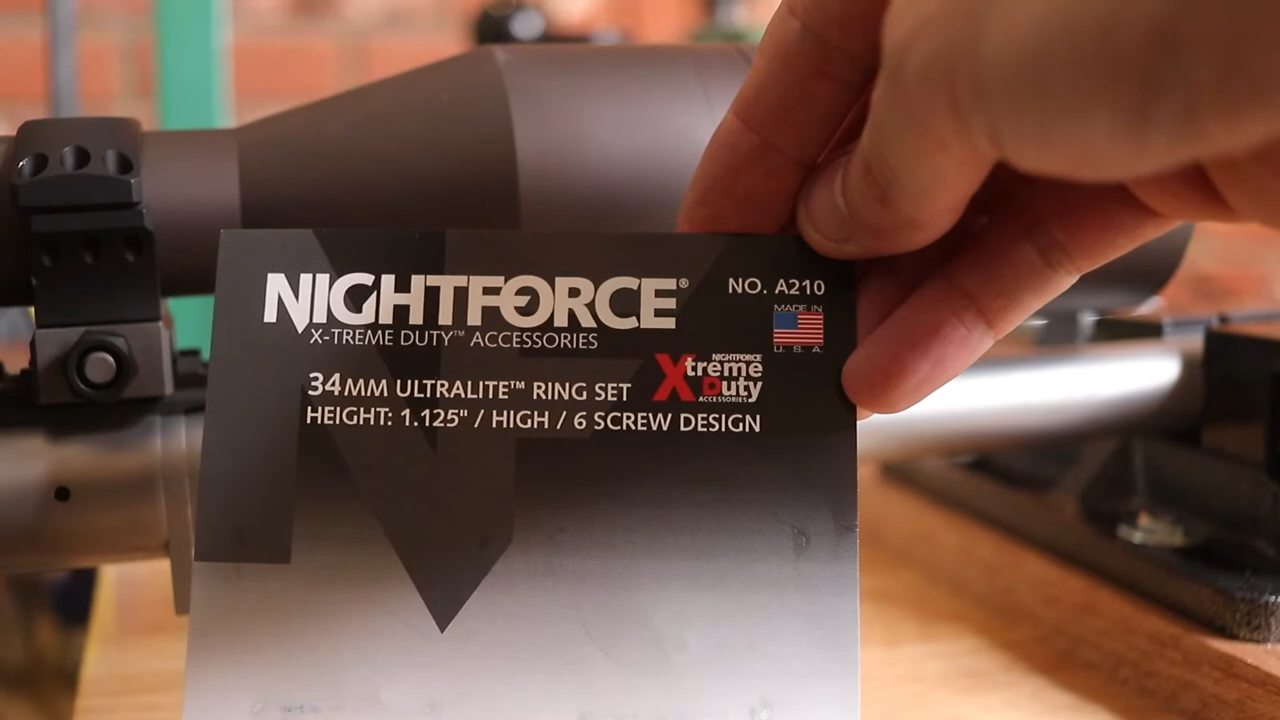 NIGHTFORCE®
X-TREME DUTY™ ACCESSORIES
NO. A210
MADE IN
U. S. A.
NIGHTFORCE
Xtreme
Duty
ACCESSORIES
34MM ULTRALITE™ RING SET
HEIGHT: 1.125" / HIGH / 6 SCREW DESIGN